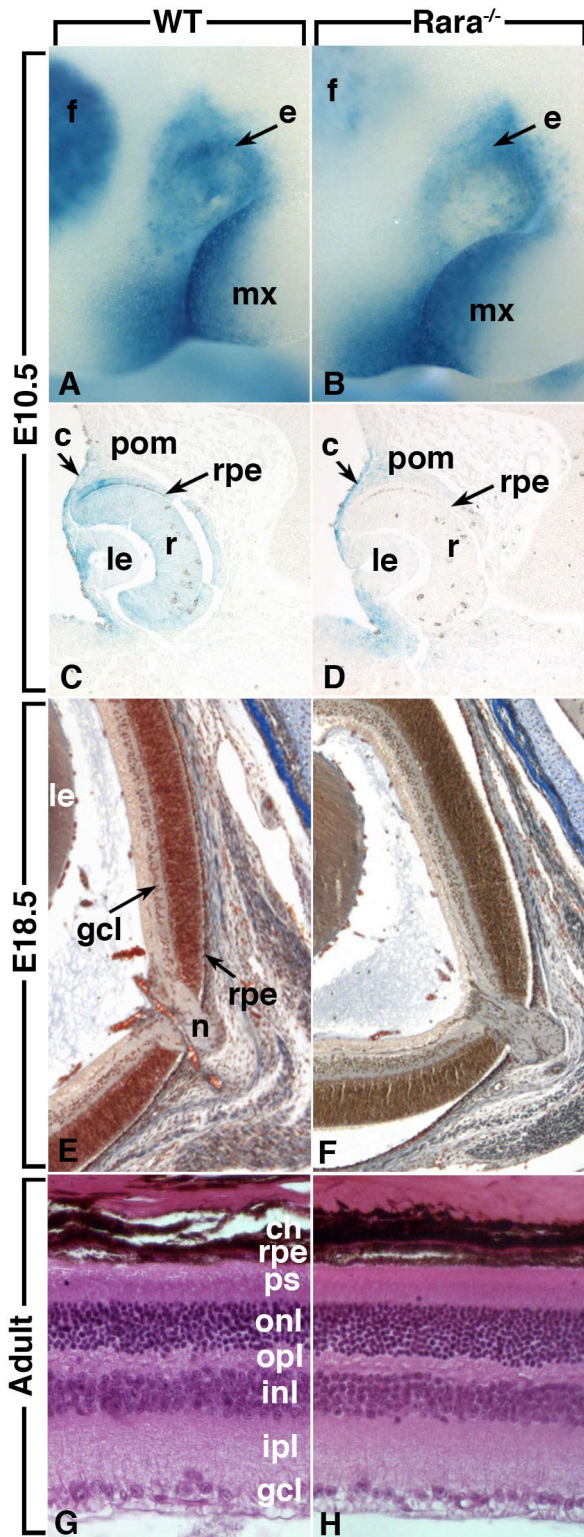 WT Rara-/-
E10.5
f e f e
mx mx
A B
c pom rpe c pom rpe
le r le r
C D
E18.5
le
gcl
rpe
n
E F
Adult
ch
rpe
ps
onl
opl
inl
ipl
gcl
G H